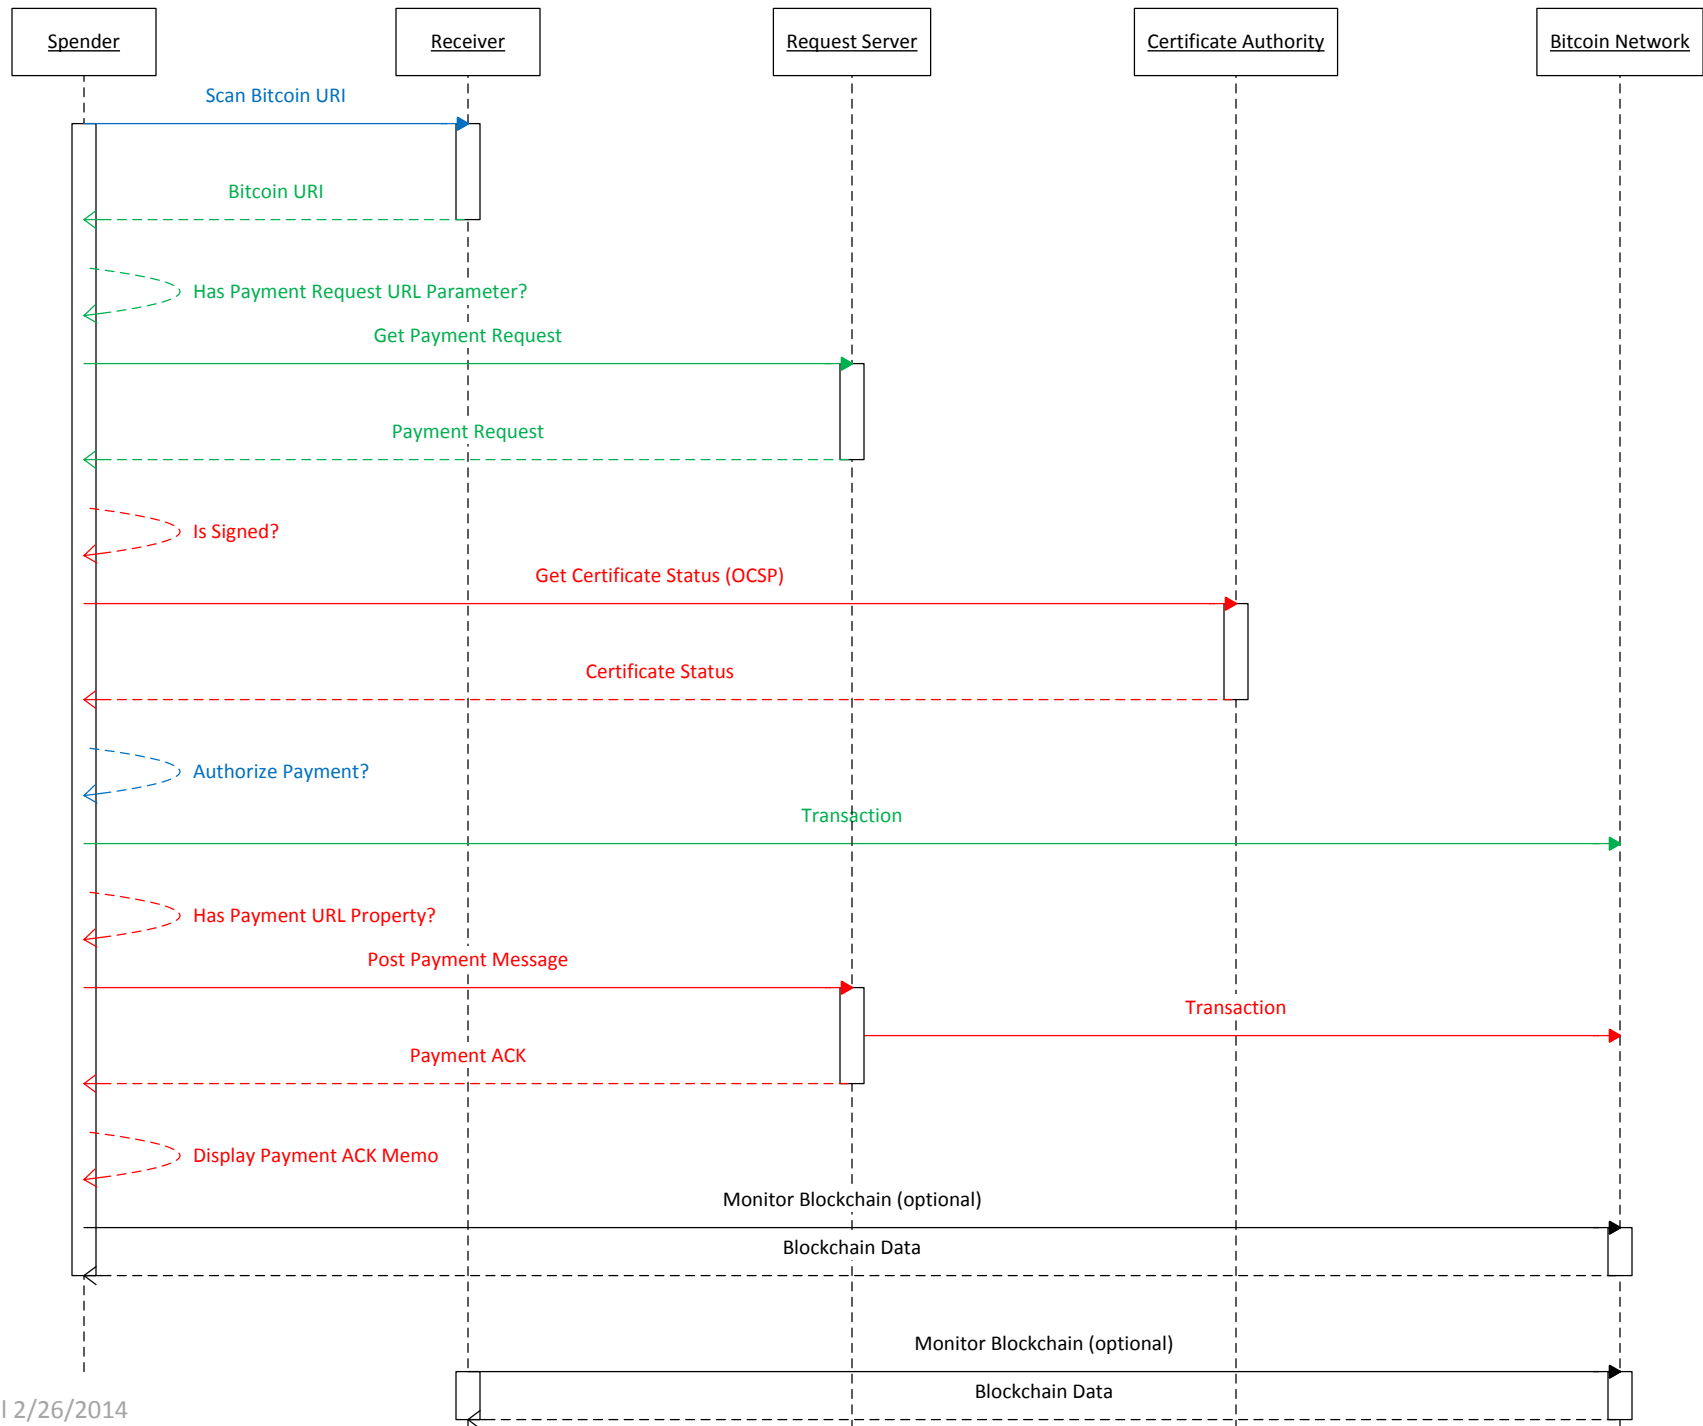 Spender
Receiver
Request Server
Certificate Authority
Bitcoin Network
Scan Bitcoin URI
Bitcoin URI
Has Payment Request URL Parameter?
Get Payment Request
Payment Request
Is Signed?
Get Certificate Status (OCSP)
Certificate Status
Authorize Payment?
Transaction
Has Payment URL Property?
Post Payment Message
Transaction
Payment ACK
Display Payment ACK Memo
Monitor Blockchain (optional)
Blockchain Data
Monitor Blockchain (optional)
Blockchain Data
2/26/2014